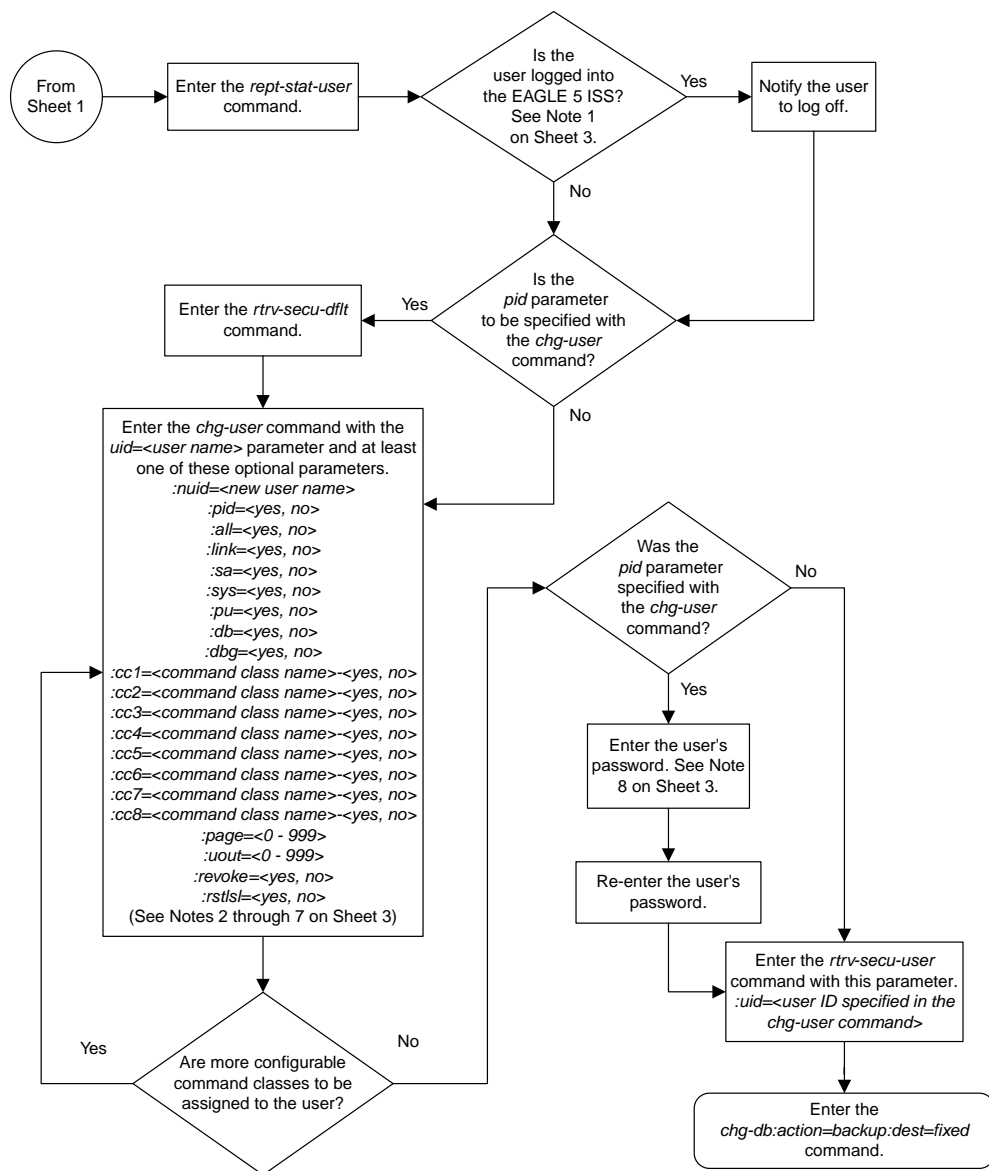 From
Sheet 1
Enter the rept-stat-user
command.
Is the
user logged into
the EAGLE 5 ISS?
See Note 1
on Sheet 3.
Yes
Notify the user
to log off.
No
Is the
pid parameter
to be specified with
the chg-user
command?
Yes
Enter the rtrv-secu-dflt
command.
No
Enter the chg-user command with the
uid=<user name> parameter and at least
one of these optional parameters.
:nuid=<new user name>
:pid=<yes, no>
:all=<yes, no>
:link=<yes, no>
:sa=<yes, no>
:sys=<yes, no>
:pu=<yes, no>
:db=<yes, no>
:dbg=<yes, no>
:cc1=<command class name>-<yes, no>
:cc2=<command class name>-<yes, no>
:cc3=<command class name>-<yes, no>
:cc4=<command class name>-<yes, no>
:cc5=<command class name>-<yes, no>
:cc6=<command class name>-<yes, no>
:cc7=<command class name>-<yes, no>
:cc8=<command class name>-<yes, no>
:page=<0 - 999>
:uout=<0 - 999>
:revoke=<yes, no>
:rstlsl=<yes, no>
(See Notes 2 through 7 on Sheet 3)
Are more configurable
command classes to be
assigned to the user?
Yes
No
Was the
pid parameter
specified with
the chg-user
command?
No
Yes
Enter the user's
password. See Note
8 on Sheet 3.
Re-enter the user's
password.
Enter the rtrv-secu-user
command with this parameter.
:uid=<user ID specified in the
chg-user command>
Enter the
chg-db:action=backup:dest=fixed
command.